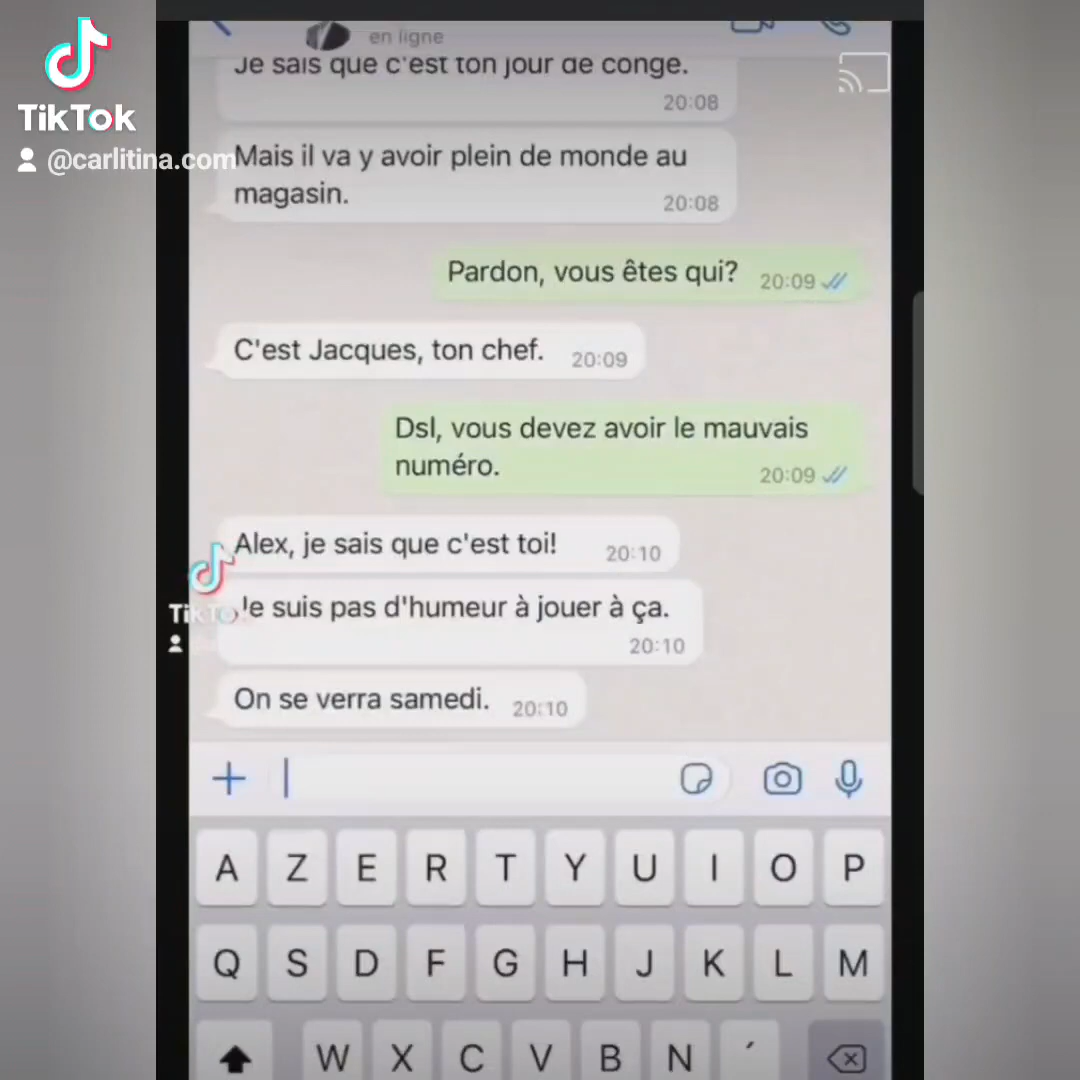 TikTok
@carlitina.com
en ligne
Je sais que c'est ton jour de congé.
20:08
Mais il va y avoir plein de monde au
magasin.
20:08
Pardon, vous êtes qui? 20:09
C'est Jacques, ton chef. 20:09
Dsl, vous devez avoir le mauvais
numéro.
20:09
Alex, je sais que c'est toi! 20:10
Je suis pas d'humeur à jouer à ça.
20:10
On se verra samedi. 20:10
A Z E R T Y U I O P
Q S D F G H J K L M
W X C V B N ´